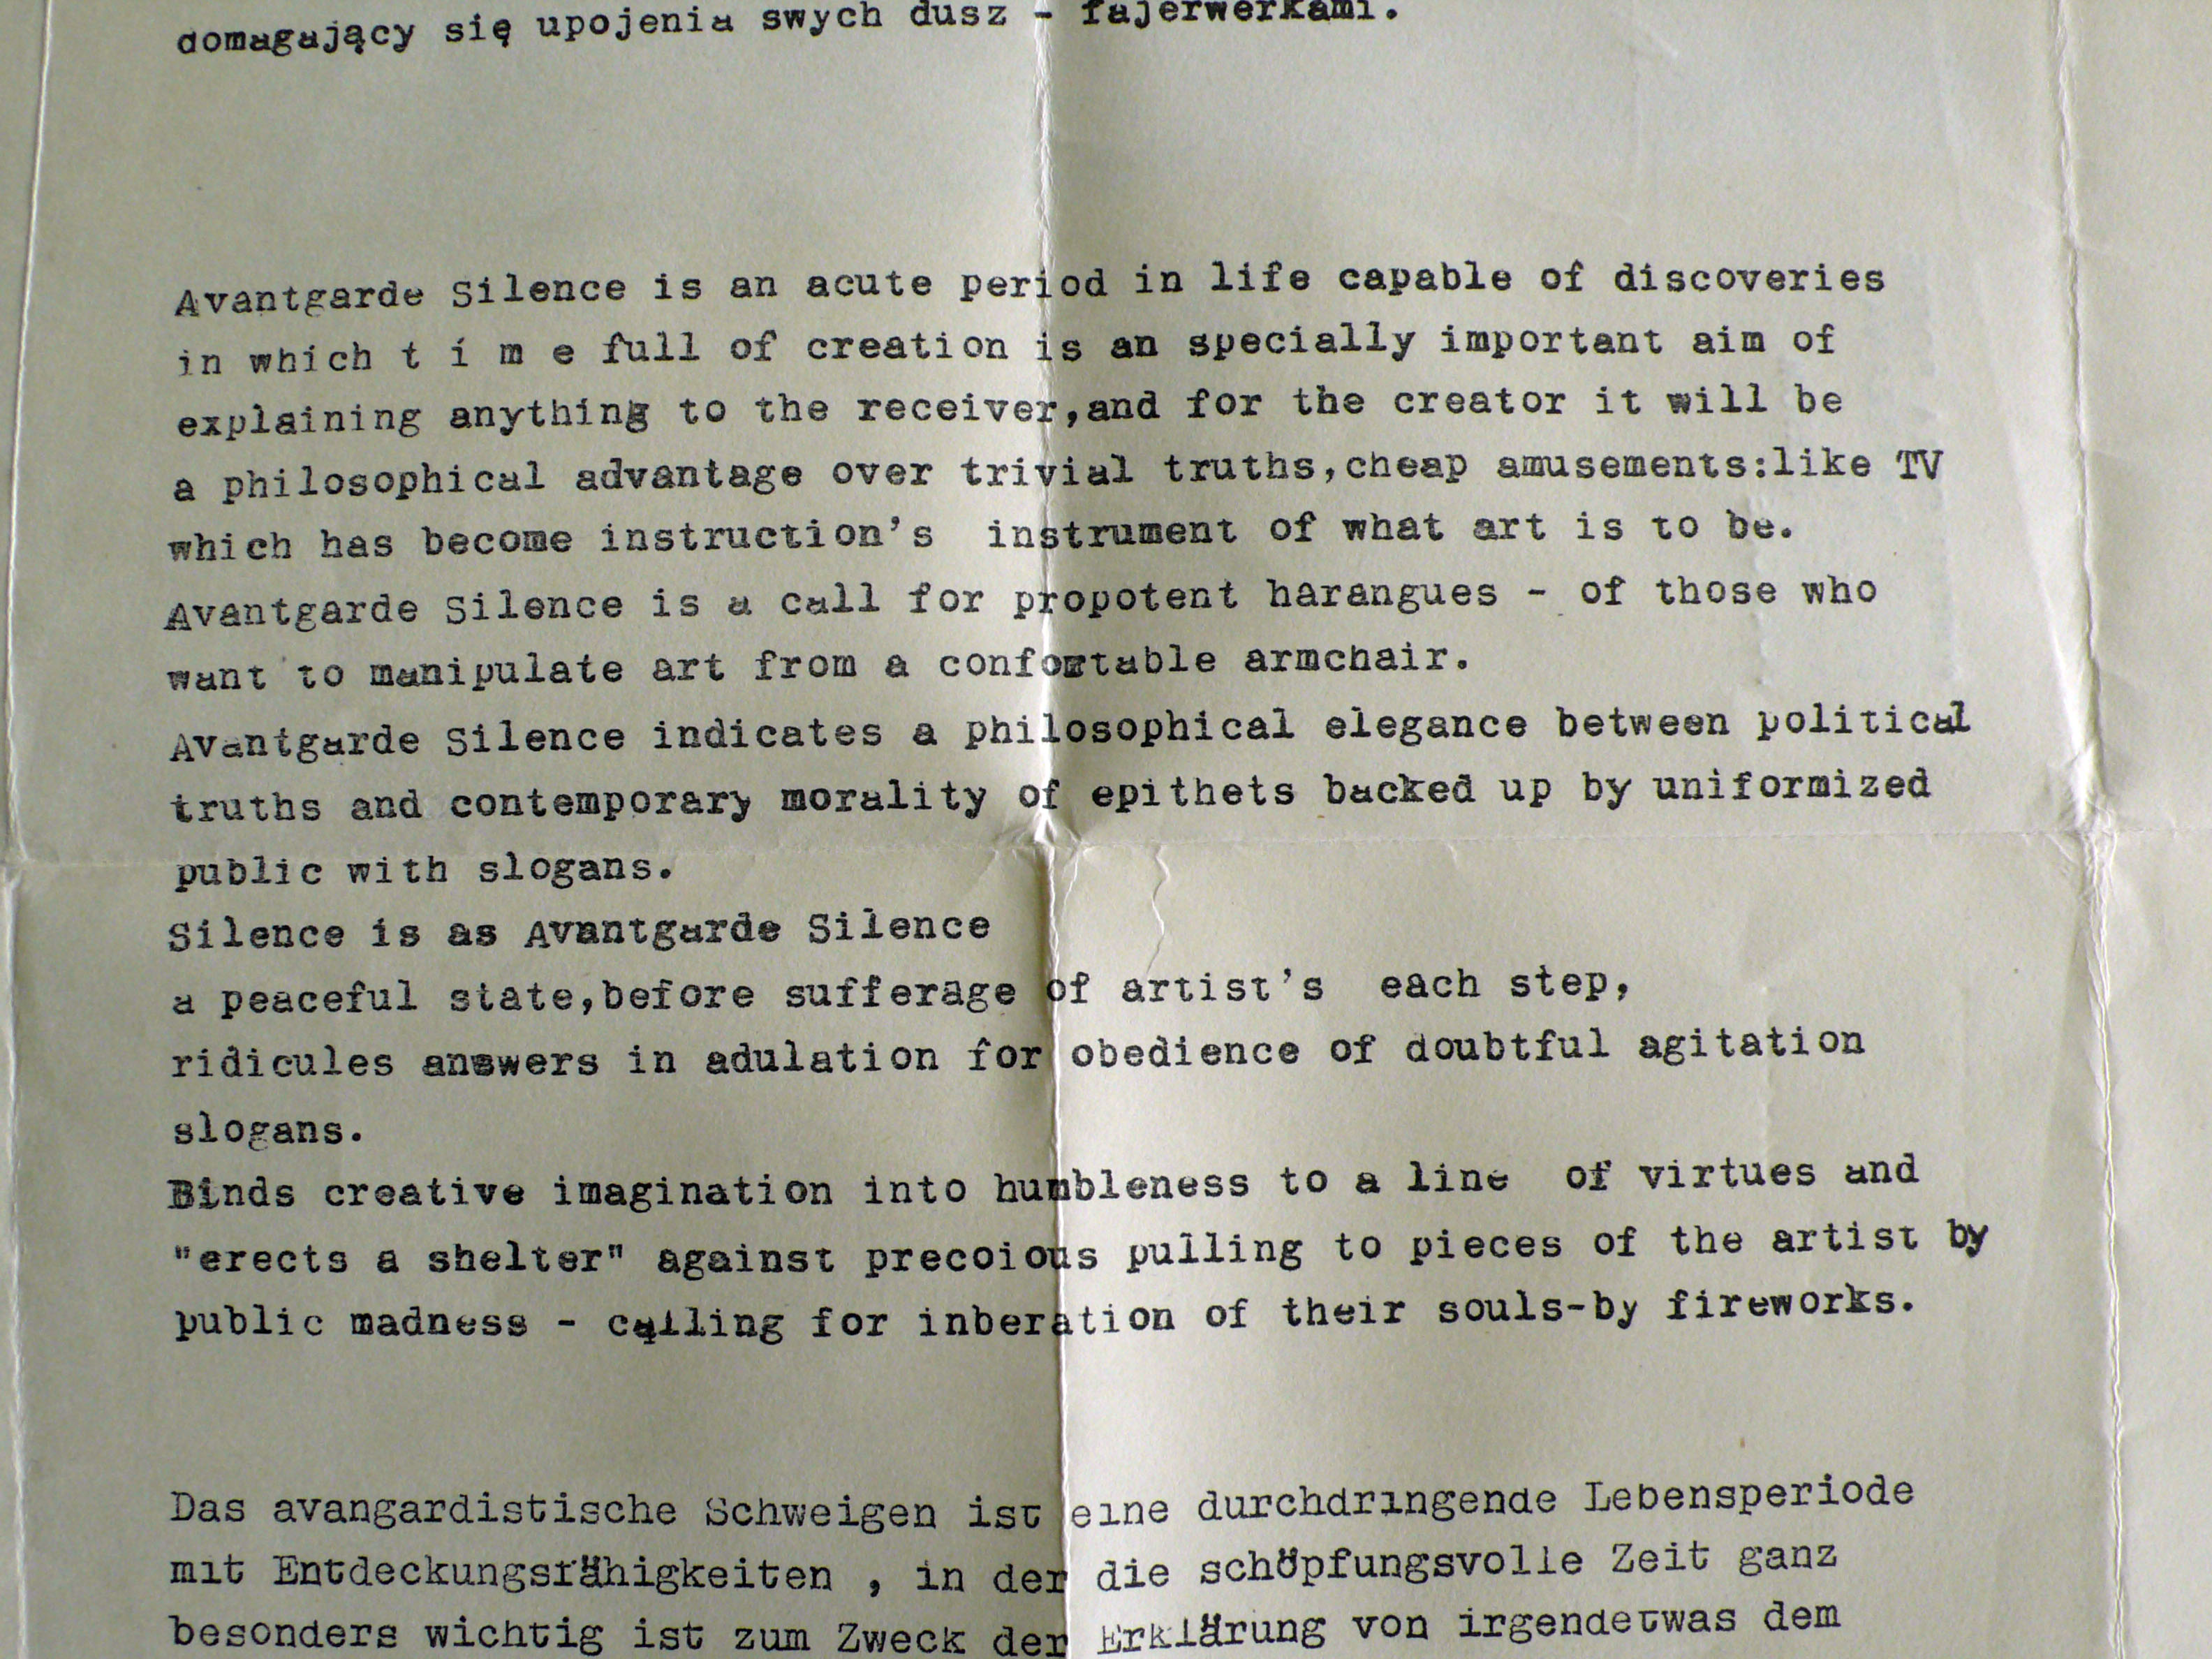 domagający się upojenia swych dusz - fajerwerkami.
Avantgarde Silence is an acute period in life capable of discoveries
in which t i m e full of creation is an specially important aim of
explaining anything to the receiver,and for the creator it will be
a philosophical advantage over trivial truths,cheap amusements:like TV
which has become instruction's instrument of what art is to be.
Avantgarde Silence is a call for propotent harangues - of those who
want to manipulate art from a confortable armchair.
Avantgarde Silence indicates a philosophical elegance between political
truths and contemporary morality of epithets backed up by uniformized
public with slogans.
Silence is as Avantgarde Silence
a peaceful state,before sufferage of artist's each step,
ridicules answers in adulation for obedience of doubtful agitation
slogans.
Binds creative imagination into humbleness to a line of virtues and
"erects a shelter" against precoious pulling to pieces of the artist by
public madness - calling for inberation of their souls-by fireworks.
Das avangardistische Schweigen ist eine durchdringende Lebensperiode
mit Entdeckungsfähigkeiten , in der die schöpfungsvolle Zeit ganz
besonders wichtig ist zum Zweck der Erklärung von irgendetwas dem